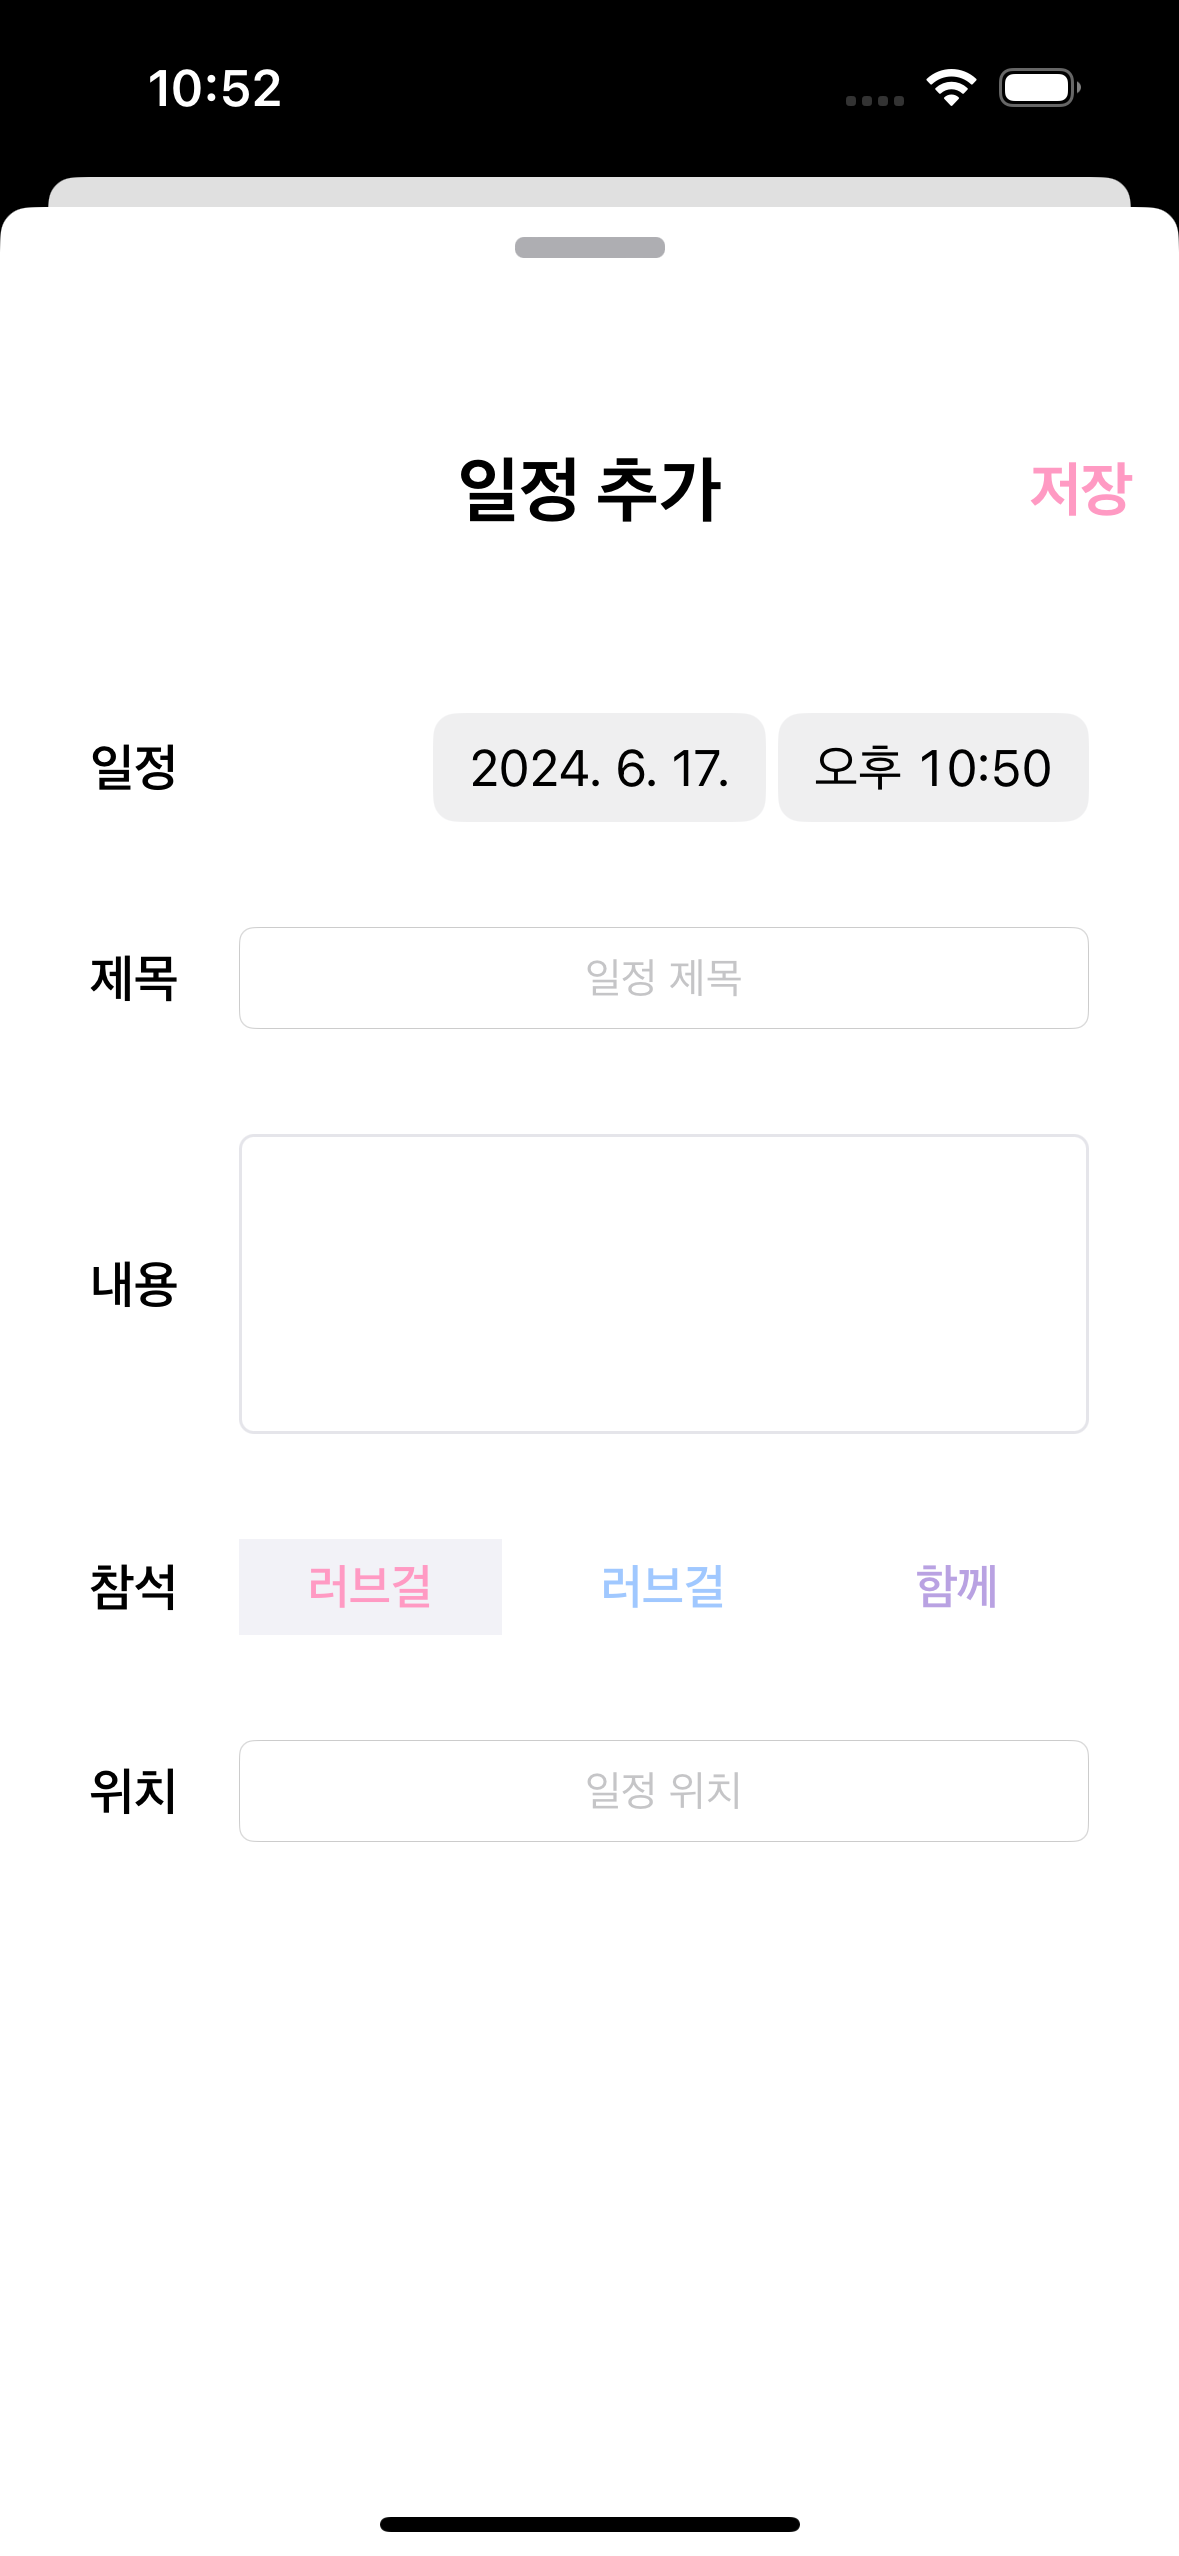 10:52
일정 추가 저장
일정 2024. 6. 17. 오후 10:50
제목 일정 제목
내용
참석 러브걸 러브걸 함께
위치 일정 위치